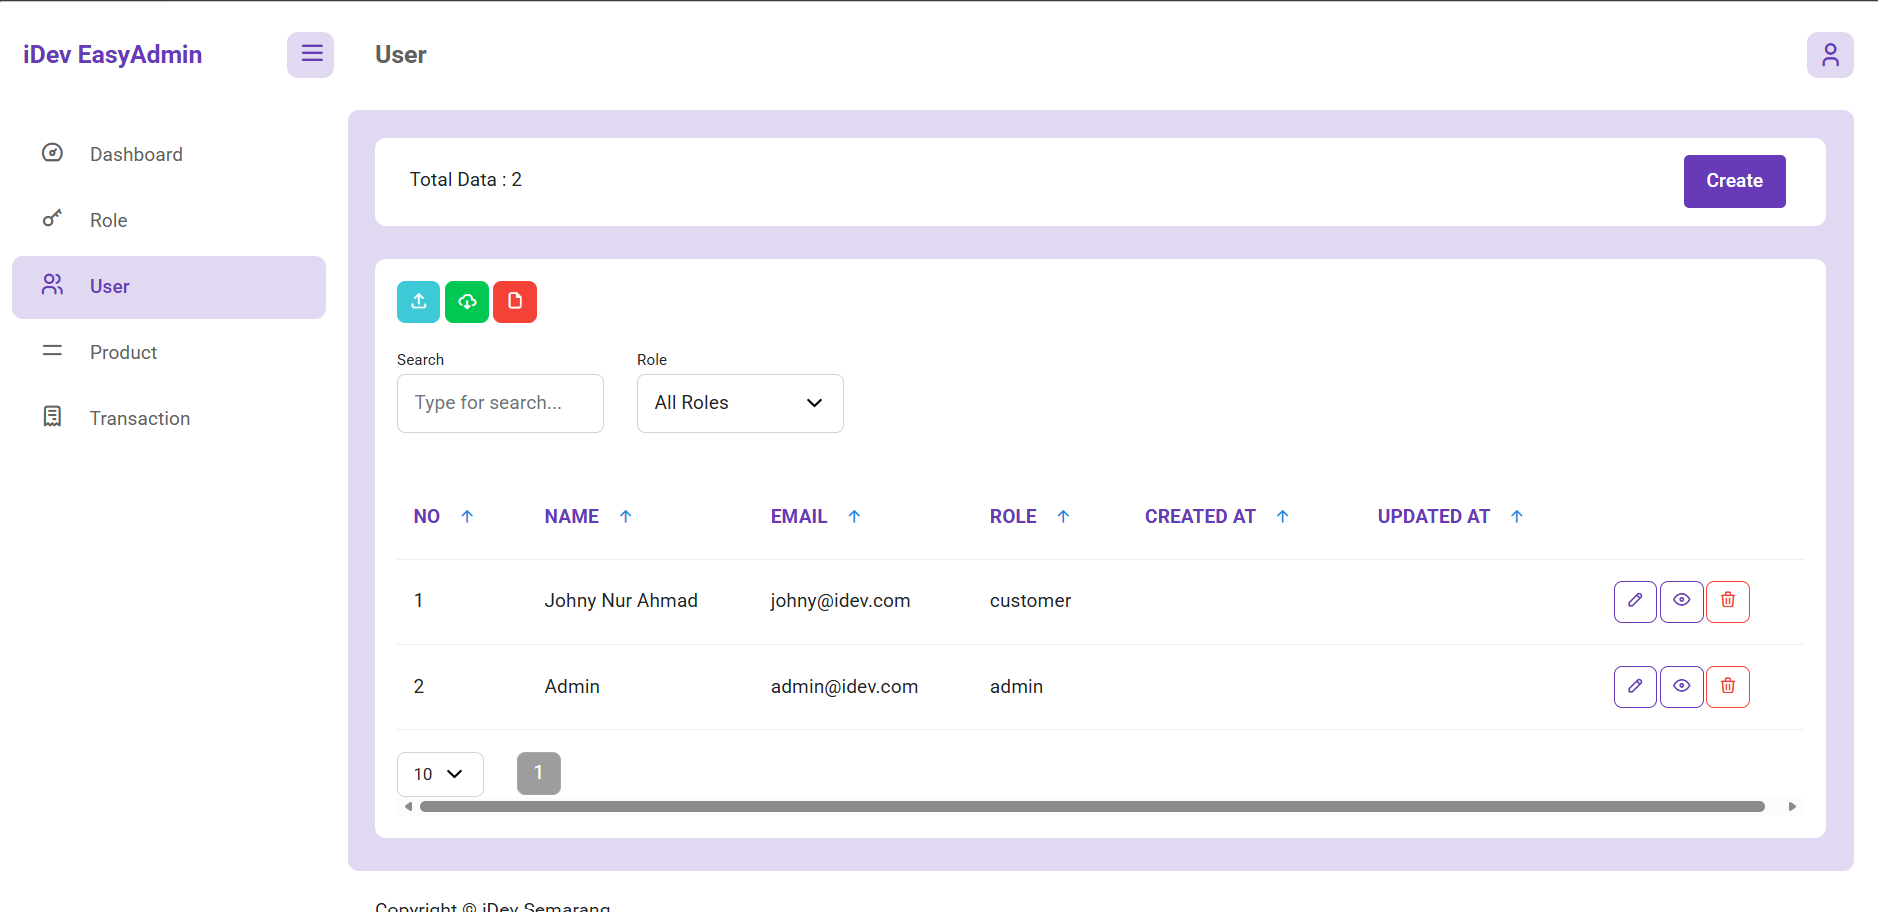 iDev EasyAdmin
User
Dashboard
Role
User
Product
Transaction
Total Data : 2
Create
Search
Role
Type for search...
All Roles
NO NAME EMAIL ROLE CREATED AT UPDATED AT
1 Johny Nur Ahmad johny@idev.com customer
2 Admin admin@idev.com admin
10 1
Copyright © iDev Semarang